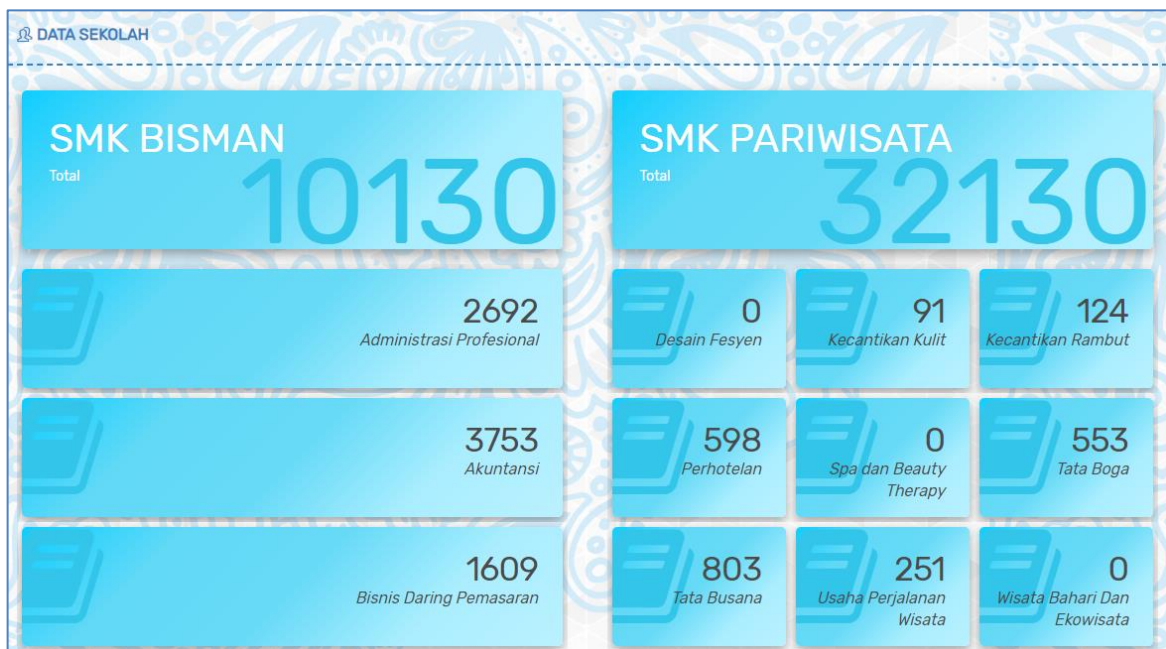 DATA SEKOLAH
SMK BISMAN
Total
10130
2692
Administrasi Profesional
3753
Akuntansi
1609
Bisnis Daring Pemasaran
SMK PARIWISATA
Total
32130
0
Desain Fesyen
91
Kecantikan Kulit
124
Kecantikan Rambut
598
Perhotelan
0
Spa dan Beauty
Therapy
553
Tata Boga
803
Tata Busana
251
Usaha Perjalanan
Wisata
0
Wisata Bahari Dan
Ekowisata